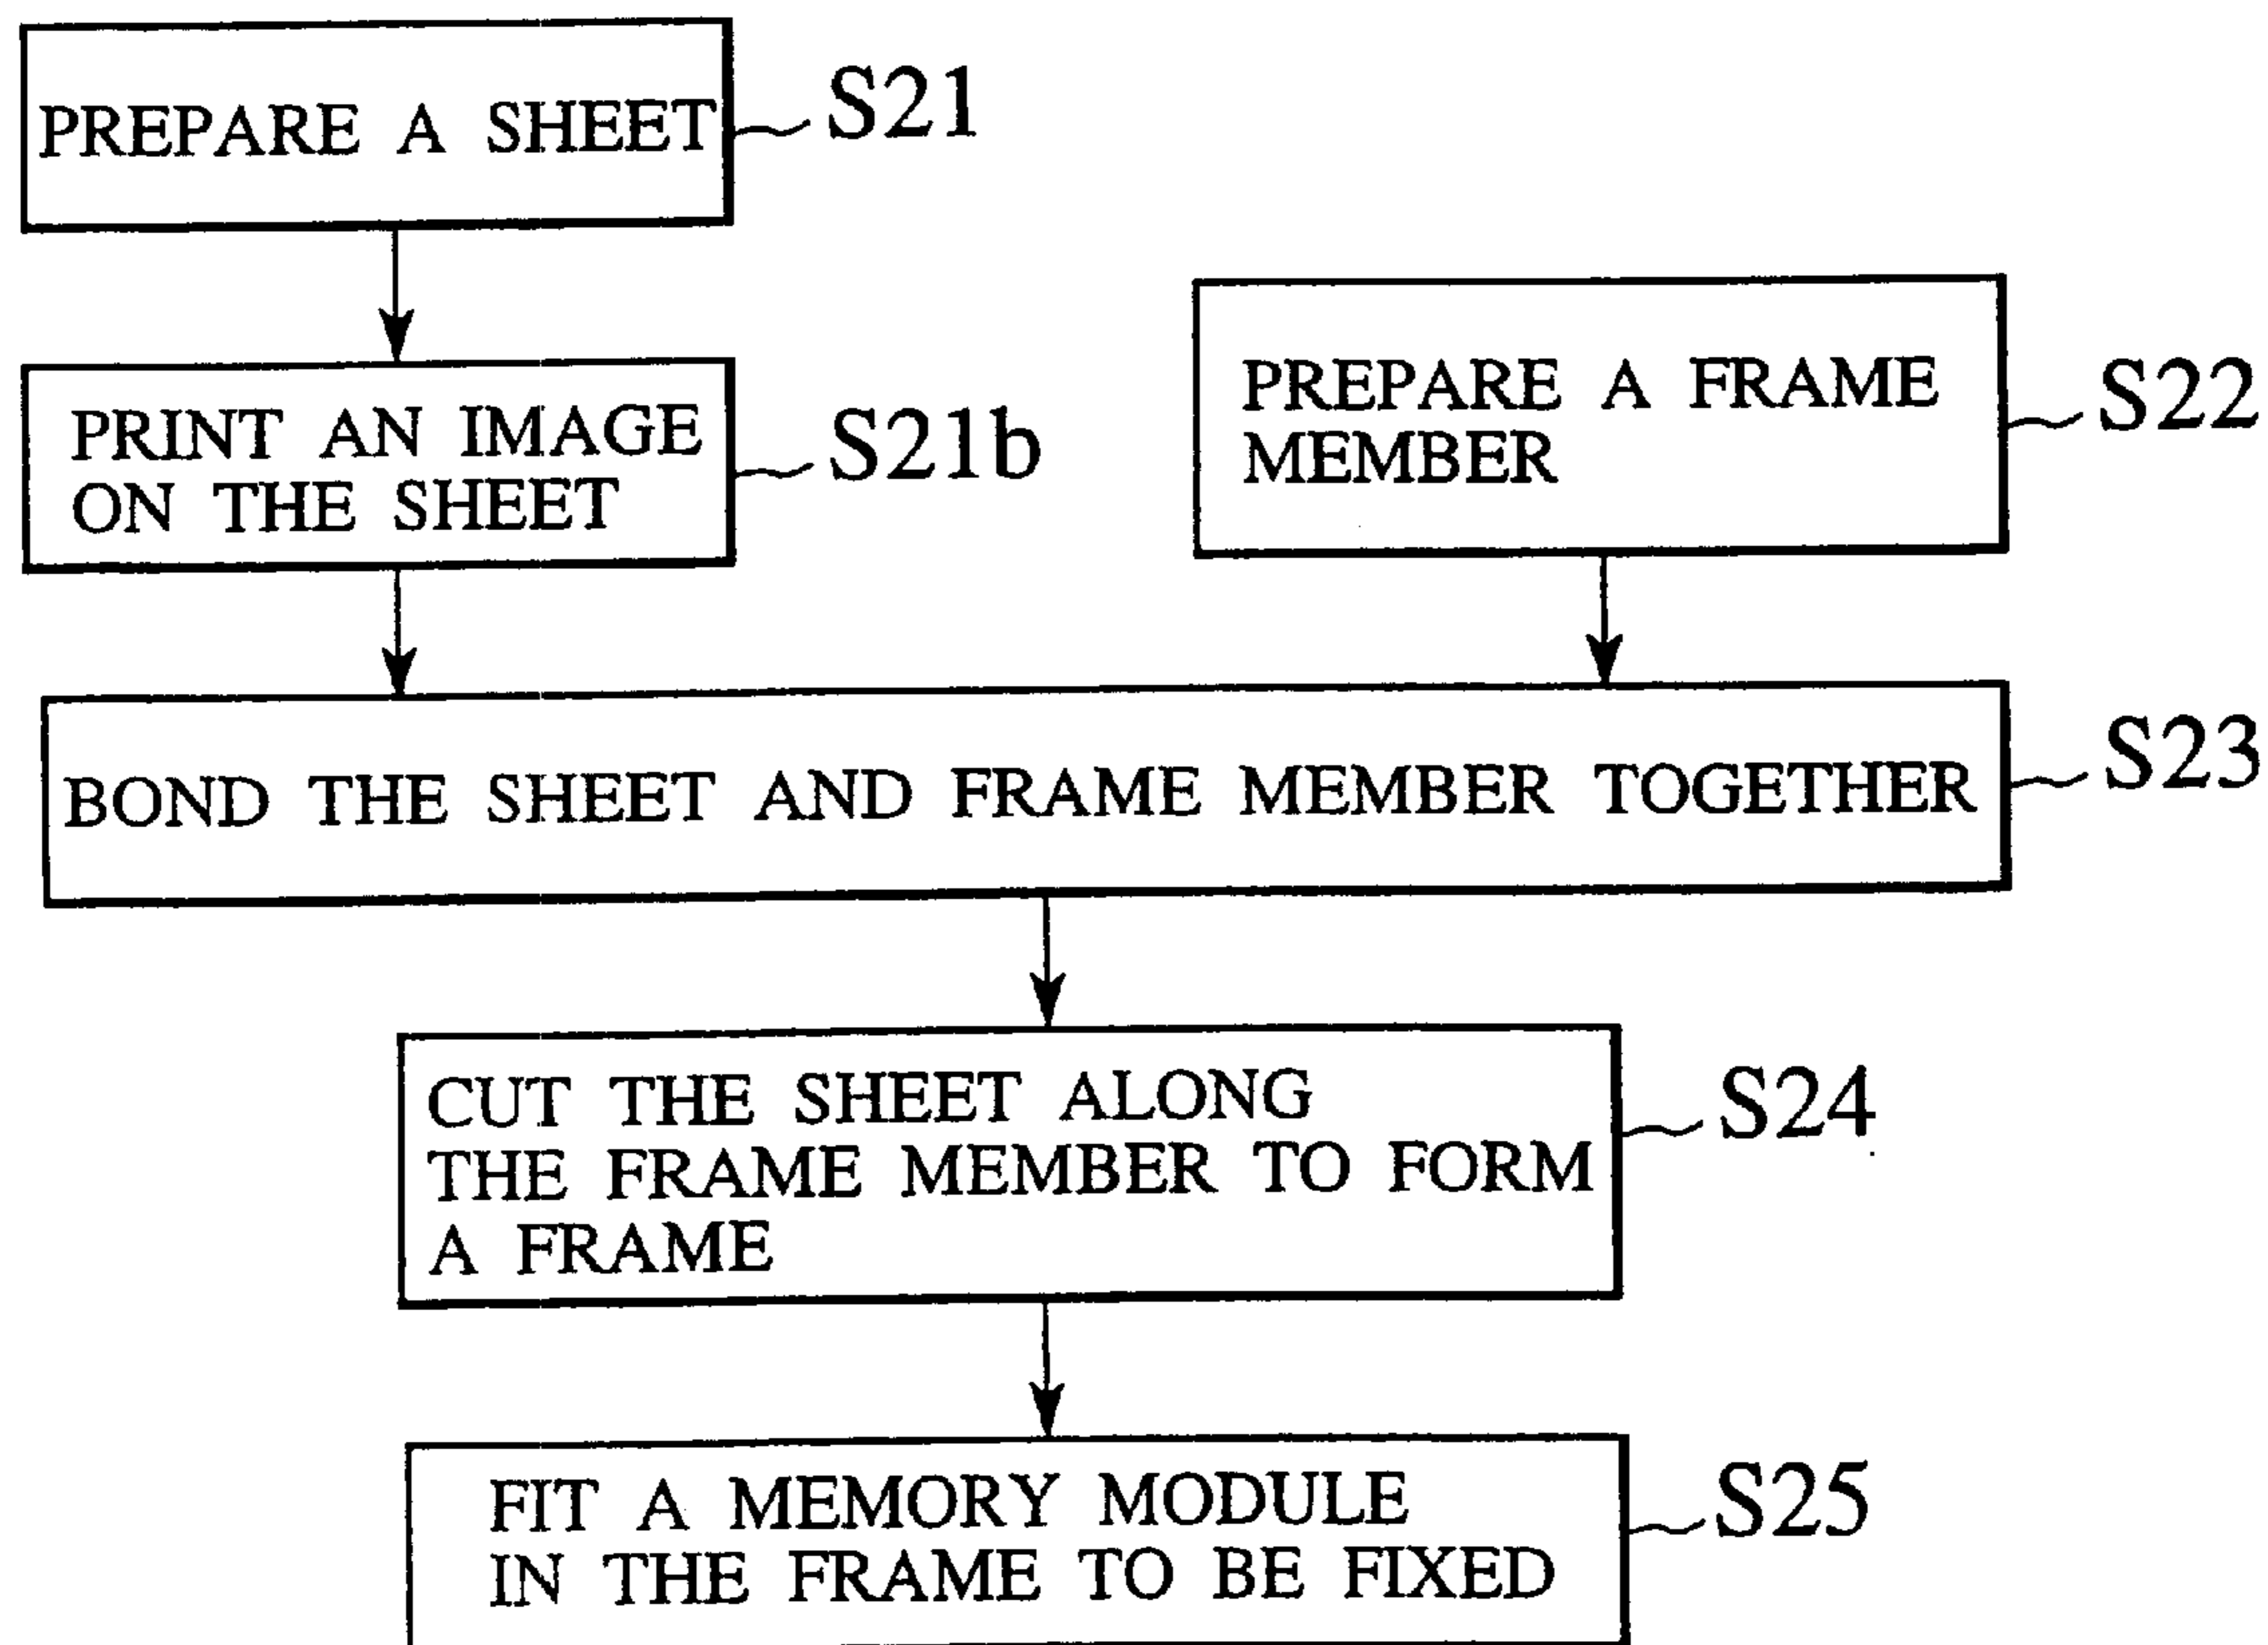 PREPARE A SHEET
S21
PRINT AN IMAGE
ON THE SHEET
S21b
PREPARE A FRAME
MEMBER
S22
BOND THE SHEET AND FRAME MEMBER TOGETHER
S23
CUT THE SHEET ALONG
THE FRAME MEMBER TO FORM
A FRAME
S24
FIT A MEMORY MODULE
IN THE FRAME TO BE FIXED
S25